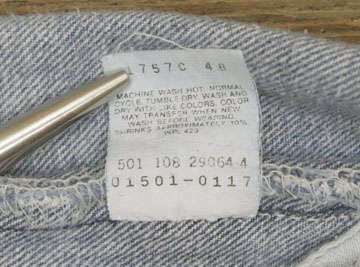 757C 48
MACHINE WASH HOT, NORMAL
CYCLE, TUMBLE DRY. WASH AND
DRY WITH LIKE COLORS. COLOR
MAY TRANSFER WHEN NEW.
WASH BEFORE WEARING.
SHRINKS APPROXIMATELY 10%
WPL 423
501 108 29064 4
01501-0117